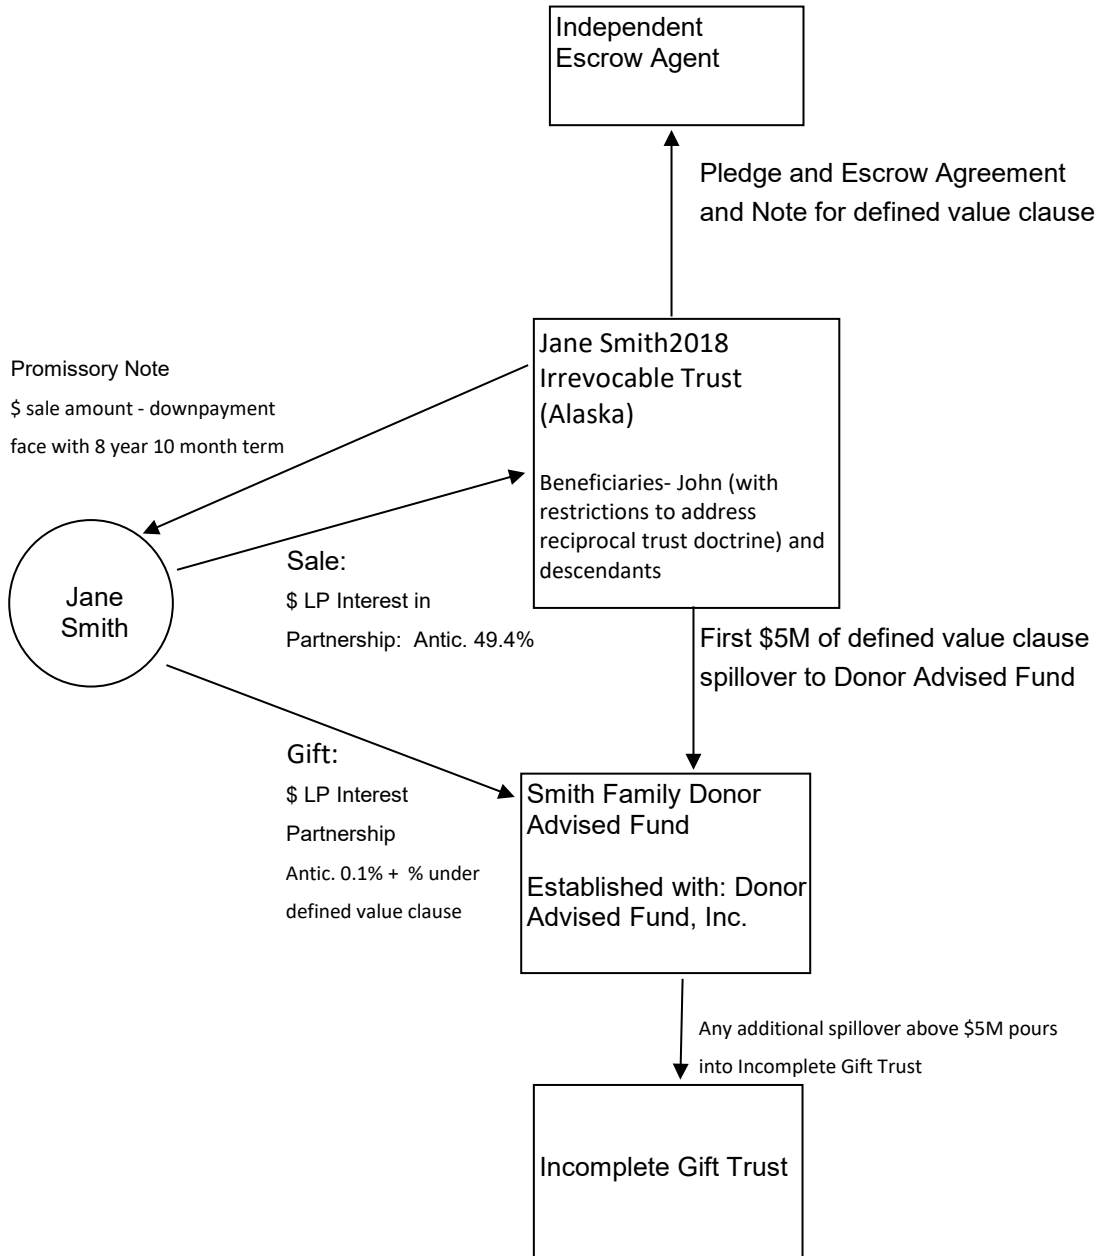 Independent
Escrow Agent
Pledge and Escrow Agreement
and Note for defined value clause
Jane Smith2018
Irrevocable Trust
(Alaska)
Beneficiaries- John (with
restrictions to address
reciprocal trust doctrine) and
descendants
Promissory Note
$ sale amount - downpayment
face with 8 year 10 month term
Jane
Smith
Sale:
$ LP Interest in
Partnership: Antic. 49.4%
First $5M of defined value clause
spillover to Donor Advised Fund
Gift:
$ LP Interest
Partnership
Antic. 0.1% + % under
defined value clause
Smith Family Donor
Advised Fund
Established with: Donor
Advised Fund, Inc.
Any additional spillover above $5M pours
into Incomplete Gift Trust
Incomplete Gift Trust